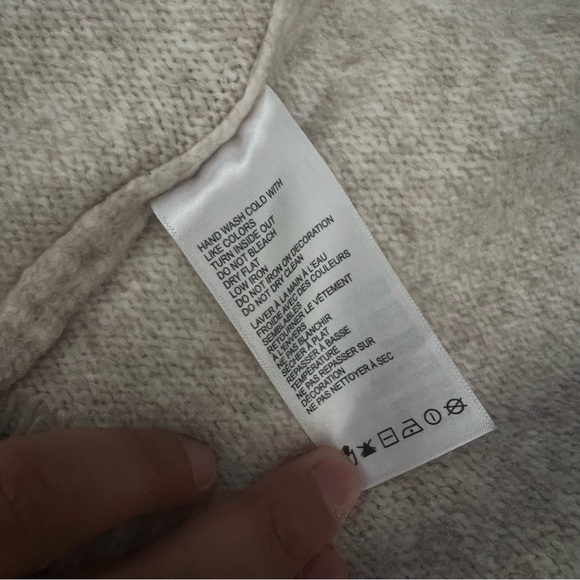 HAND WASH COLD WITH
LIKE COLORS
TURN INSIDE OUT
DO NOT BLEACH
DRY FLAT
LOW IRON
DO NOT IRON ON DECORATION
DO NOT DRY CLEAN
LAVER À LA MAIN À L'EAU
FROIDE AVEC DES COULEURS
SEMBLABLES
RETOURNER LE VÊTEMENT
À L'ENVERS
NE PAS BLANCHIR
SÉCHER À PLAT
REPASSER À BASSE
TEMPÉRATURE
NE PAS REPASSER SUR
DECORATION
NE PAS NETTOYER À SEC